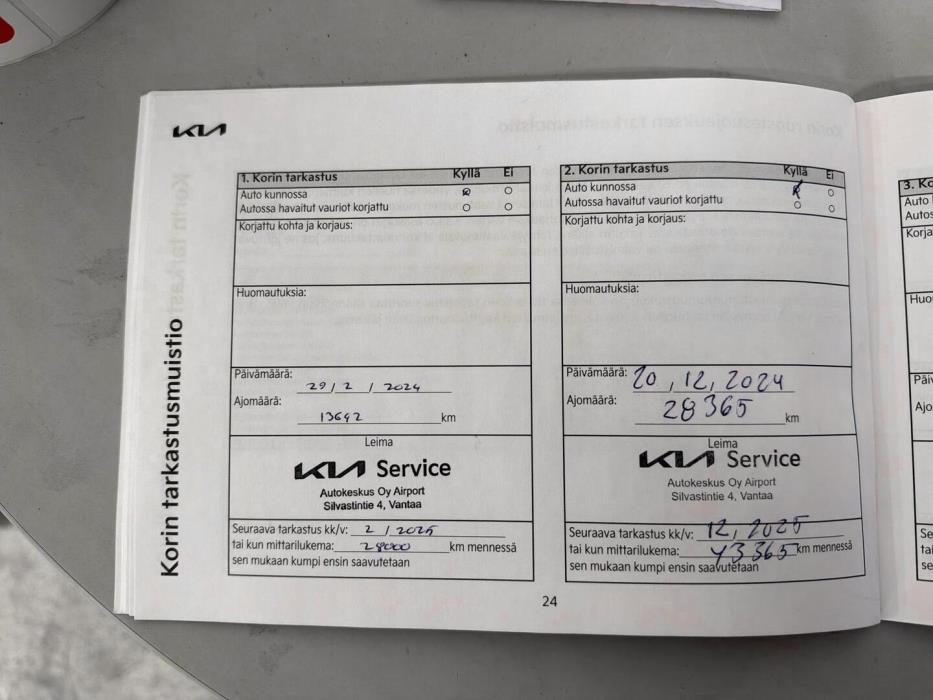 KIA
Korin tarkastusmuistio
1. Korin tarkastus Kyllä Ei
Auto kunnossa
Autossa havaitut vauriot korjattu
Korjattu kohta ja korjaus:
Huomautuksia:
Päivämäärä:
29 / 2 / 2024
Ajomäärä:
13642 km
Leima
KIA Service
Autokeskus Oy Airport
Silvastintie 4, Vantaa
Seuraava tarkastus kk/v: 2 / 2025
tai kun mittarilukema: 28000 km mennessä
sen mukaan kumpi ensin saavutetaan
2. Korin tarkastus Kyllä Ei
Auto kunnossa
Autossa havaitut vauriot korjattu
Korjattu kohta ja korjaus:
Huomautuksia:
Päivämäärä: 20, 12, 2024
Ajomäärä: 28365 km
Leima
KIA Service
Autokeskus Oy Airport
Silvastintie 4, Vantaa
Seuraava tarkastus kk/v: 12, 2025
tai kun mittarilukema: 43365 km mennessä
sen mukaan kumpi ensin saavutetaan
24
3.
Auto